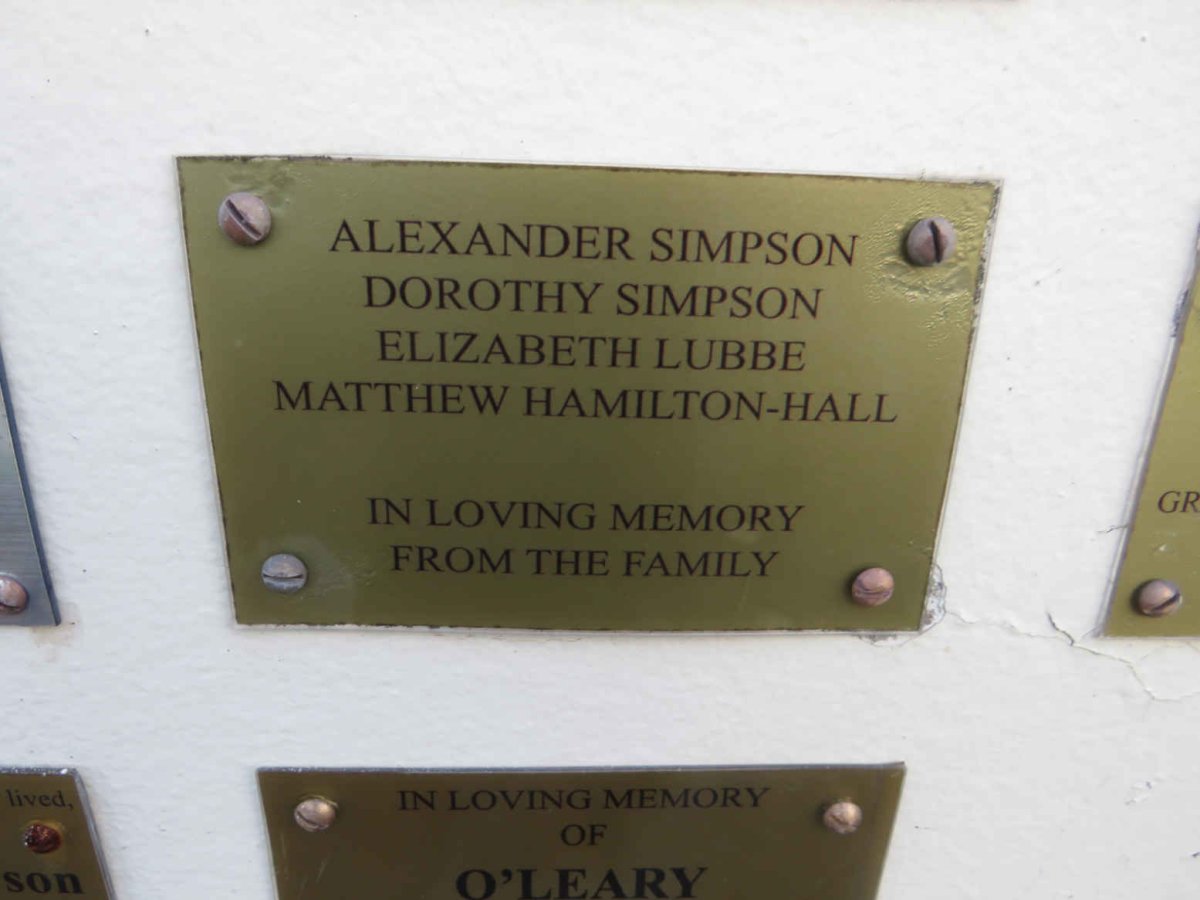 ALEXANDER SIMPSON
DOROTHY SIMPSON
ELIZABETH LUBBE
MATTHEW HAMILTON-HALL
IN LOVING MEMORY
FROM THE FAMILY
GR
lived,
son
IN LOVING MEMORY
OF
O'LEARY